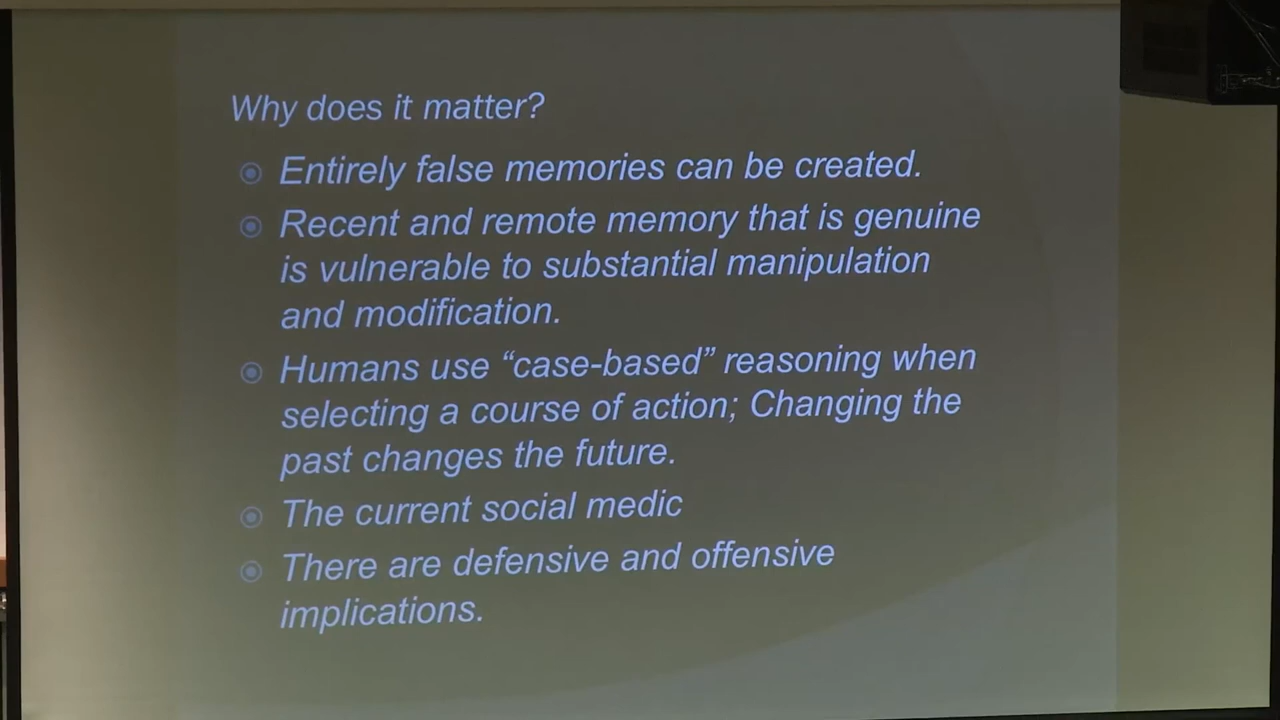 Why does it matter?
Entirely false memories can be created.
Recent and remote memory that is genuine
is vulnerable to substantial manipulation
and modification.
Humans use “case-based” reasoning when
selecting a course of action; Changing the
past changes the future.
The current social medic
There are defensive and offensive
implications.